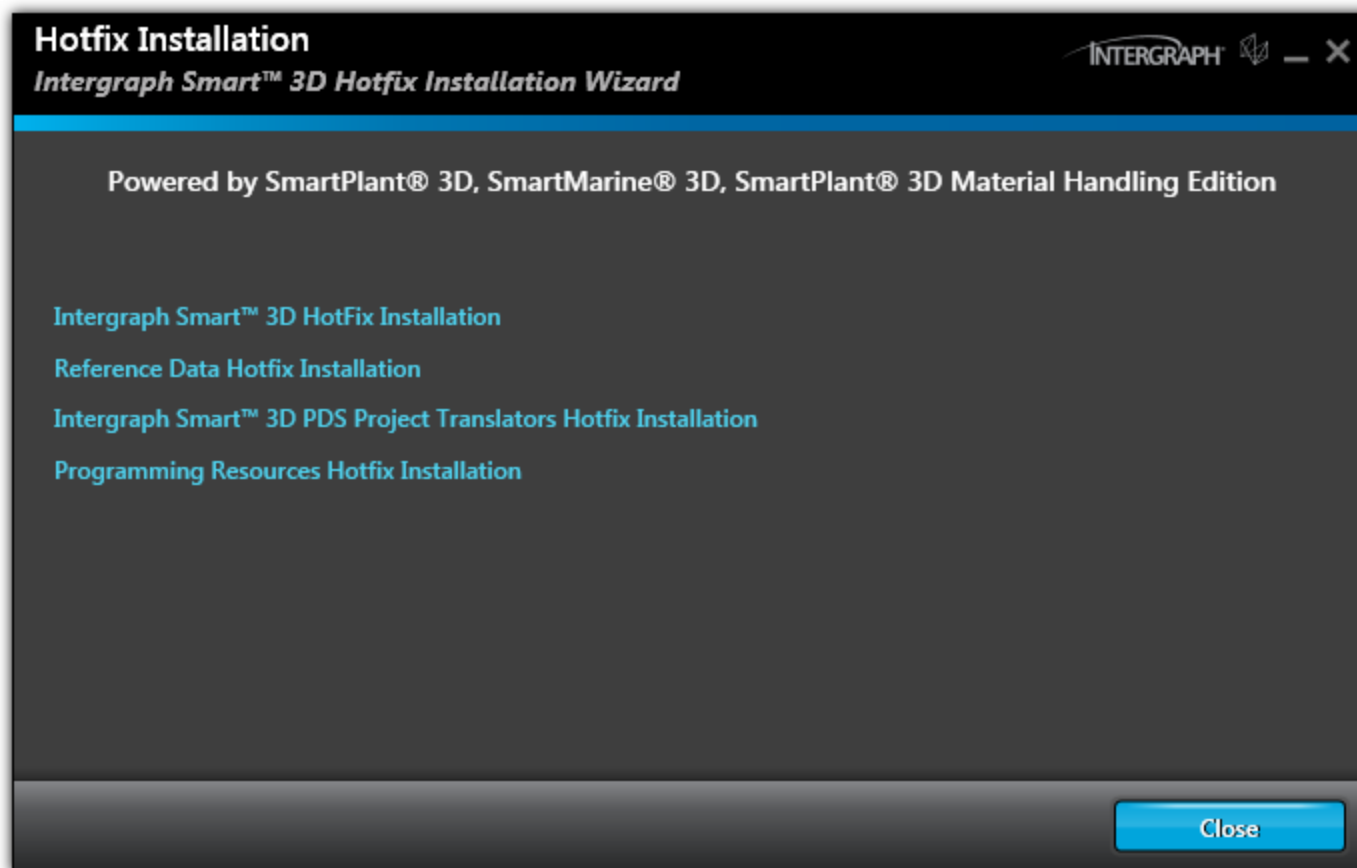 Hotfix Installation
Intergraph Smart™ 3D Hotfix Installation Wizard
INTERGRAPH
Powered by SmartPlant® 3D, SmartMarine® 3D, SmartPlant® 3D Material Handling Edition
Intergraph Smart™ 3D HotFix Installation
Reference Data Hotfix Installation
Intergraph Smart™ 3D PDS Project Translators Hotfix Installation
Programming Resources Hotfix Installation
Close